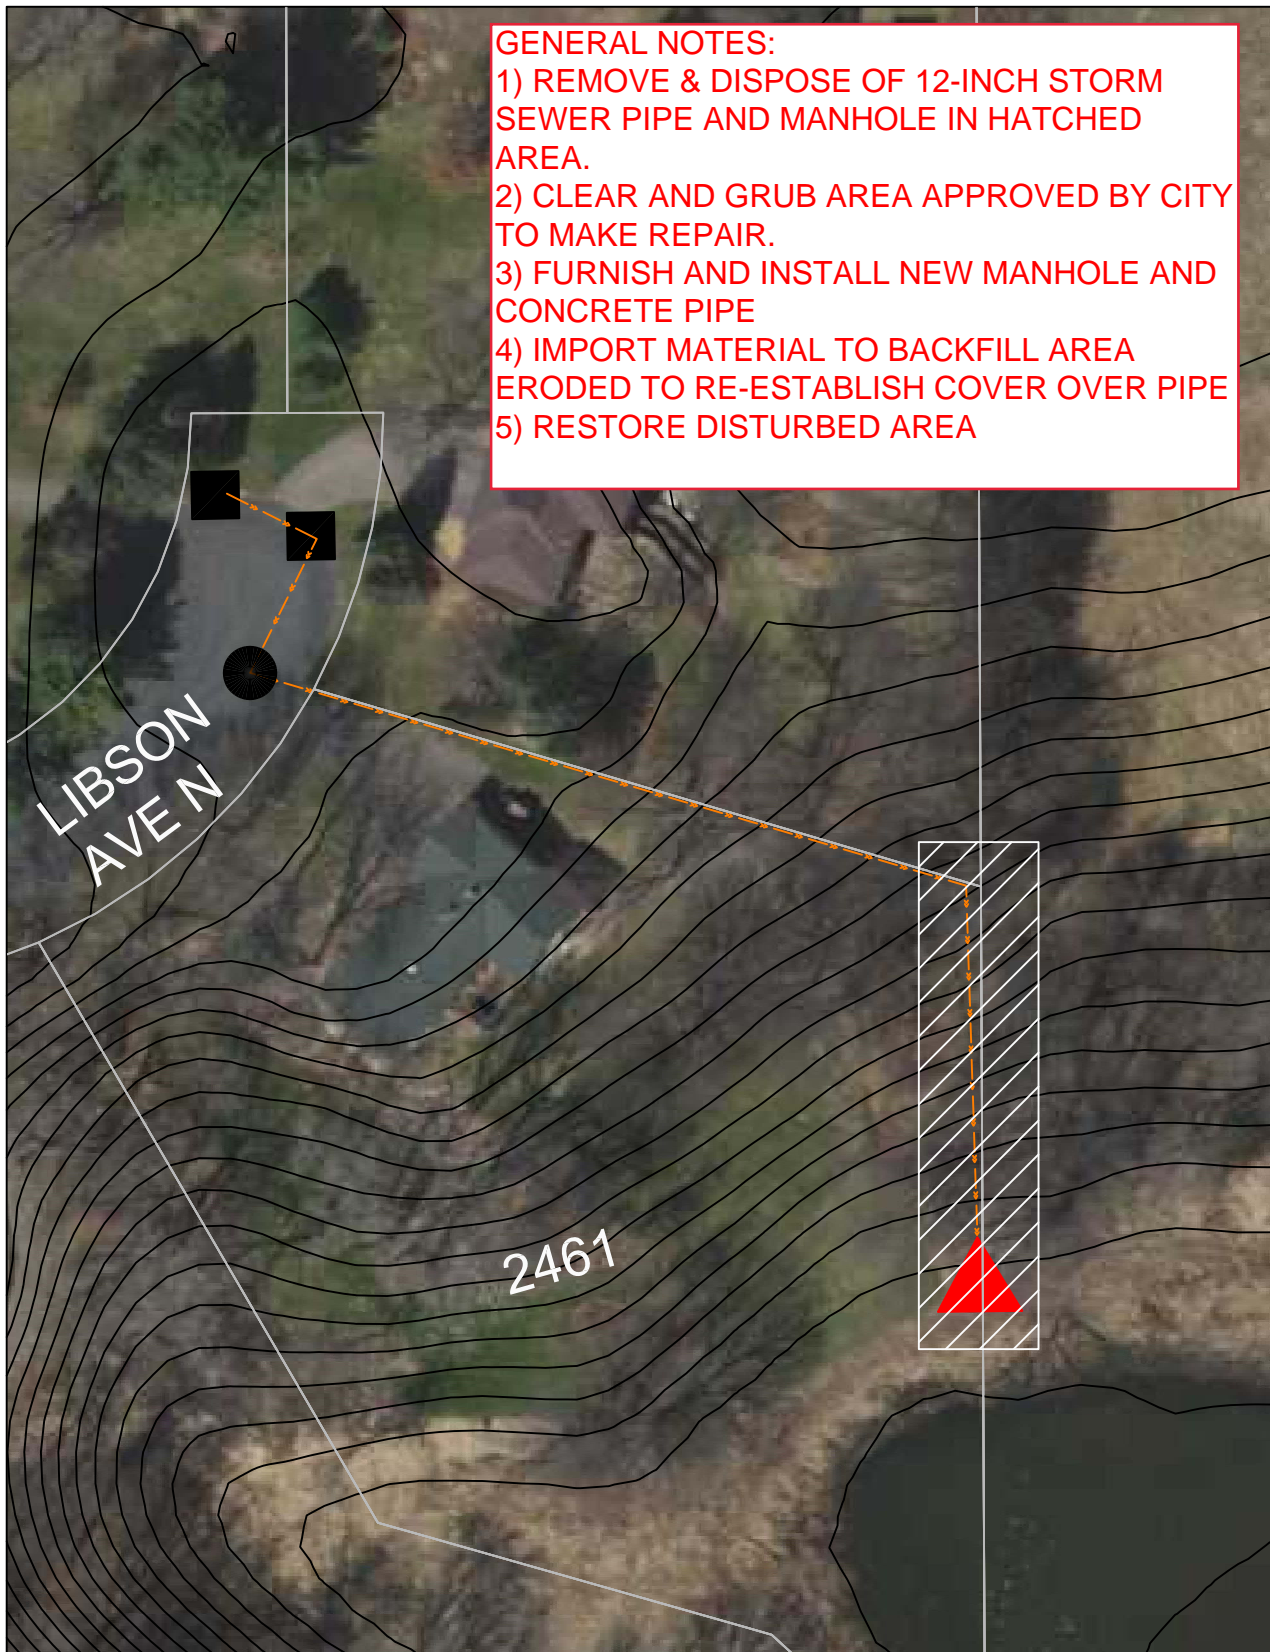 GENERAL NOTES:
1) REMOVE & DISPOSE OF 12-INCH STORM
SEWER PIPE AND MANHOLE IN HATCHED
AREA.
2) CLEAR AND GRUB AREA APPROVED BY CITY
TO MAKE REPAIR.
3) FURNISH AND INSTALL NEW MANHOLE AND
CONCRETE PIPE
4) IMPORT MATERIAL TO BACKFILL AREA
ERODED TO RE-ESTABLISH COVER OVER PIPE
5) RESTORE DISTURBED AREA
LIBSON
AVE N
2461